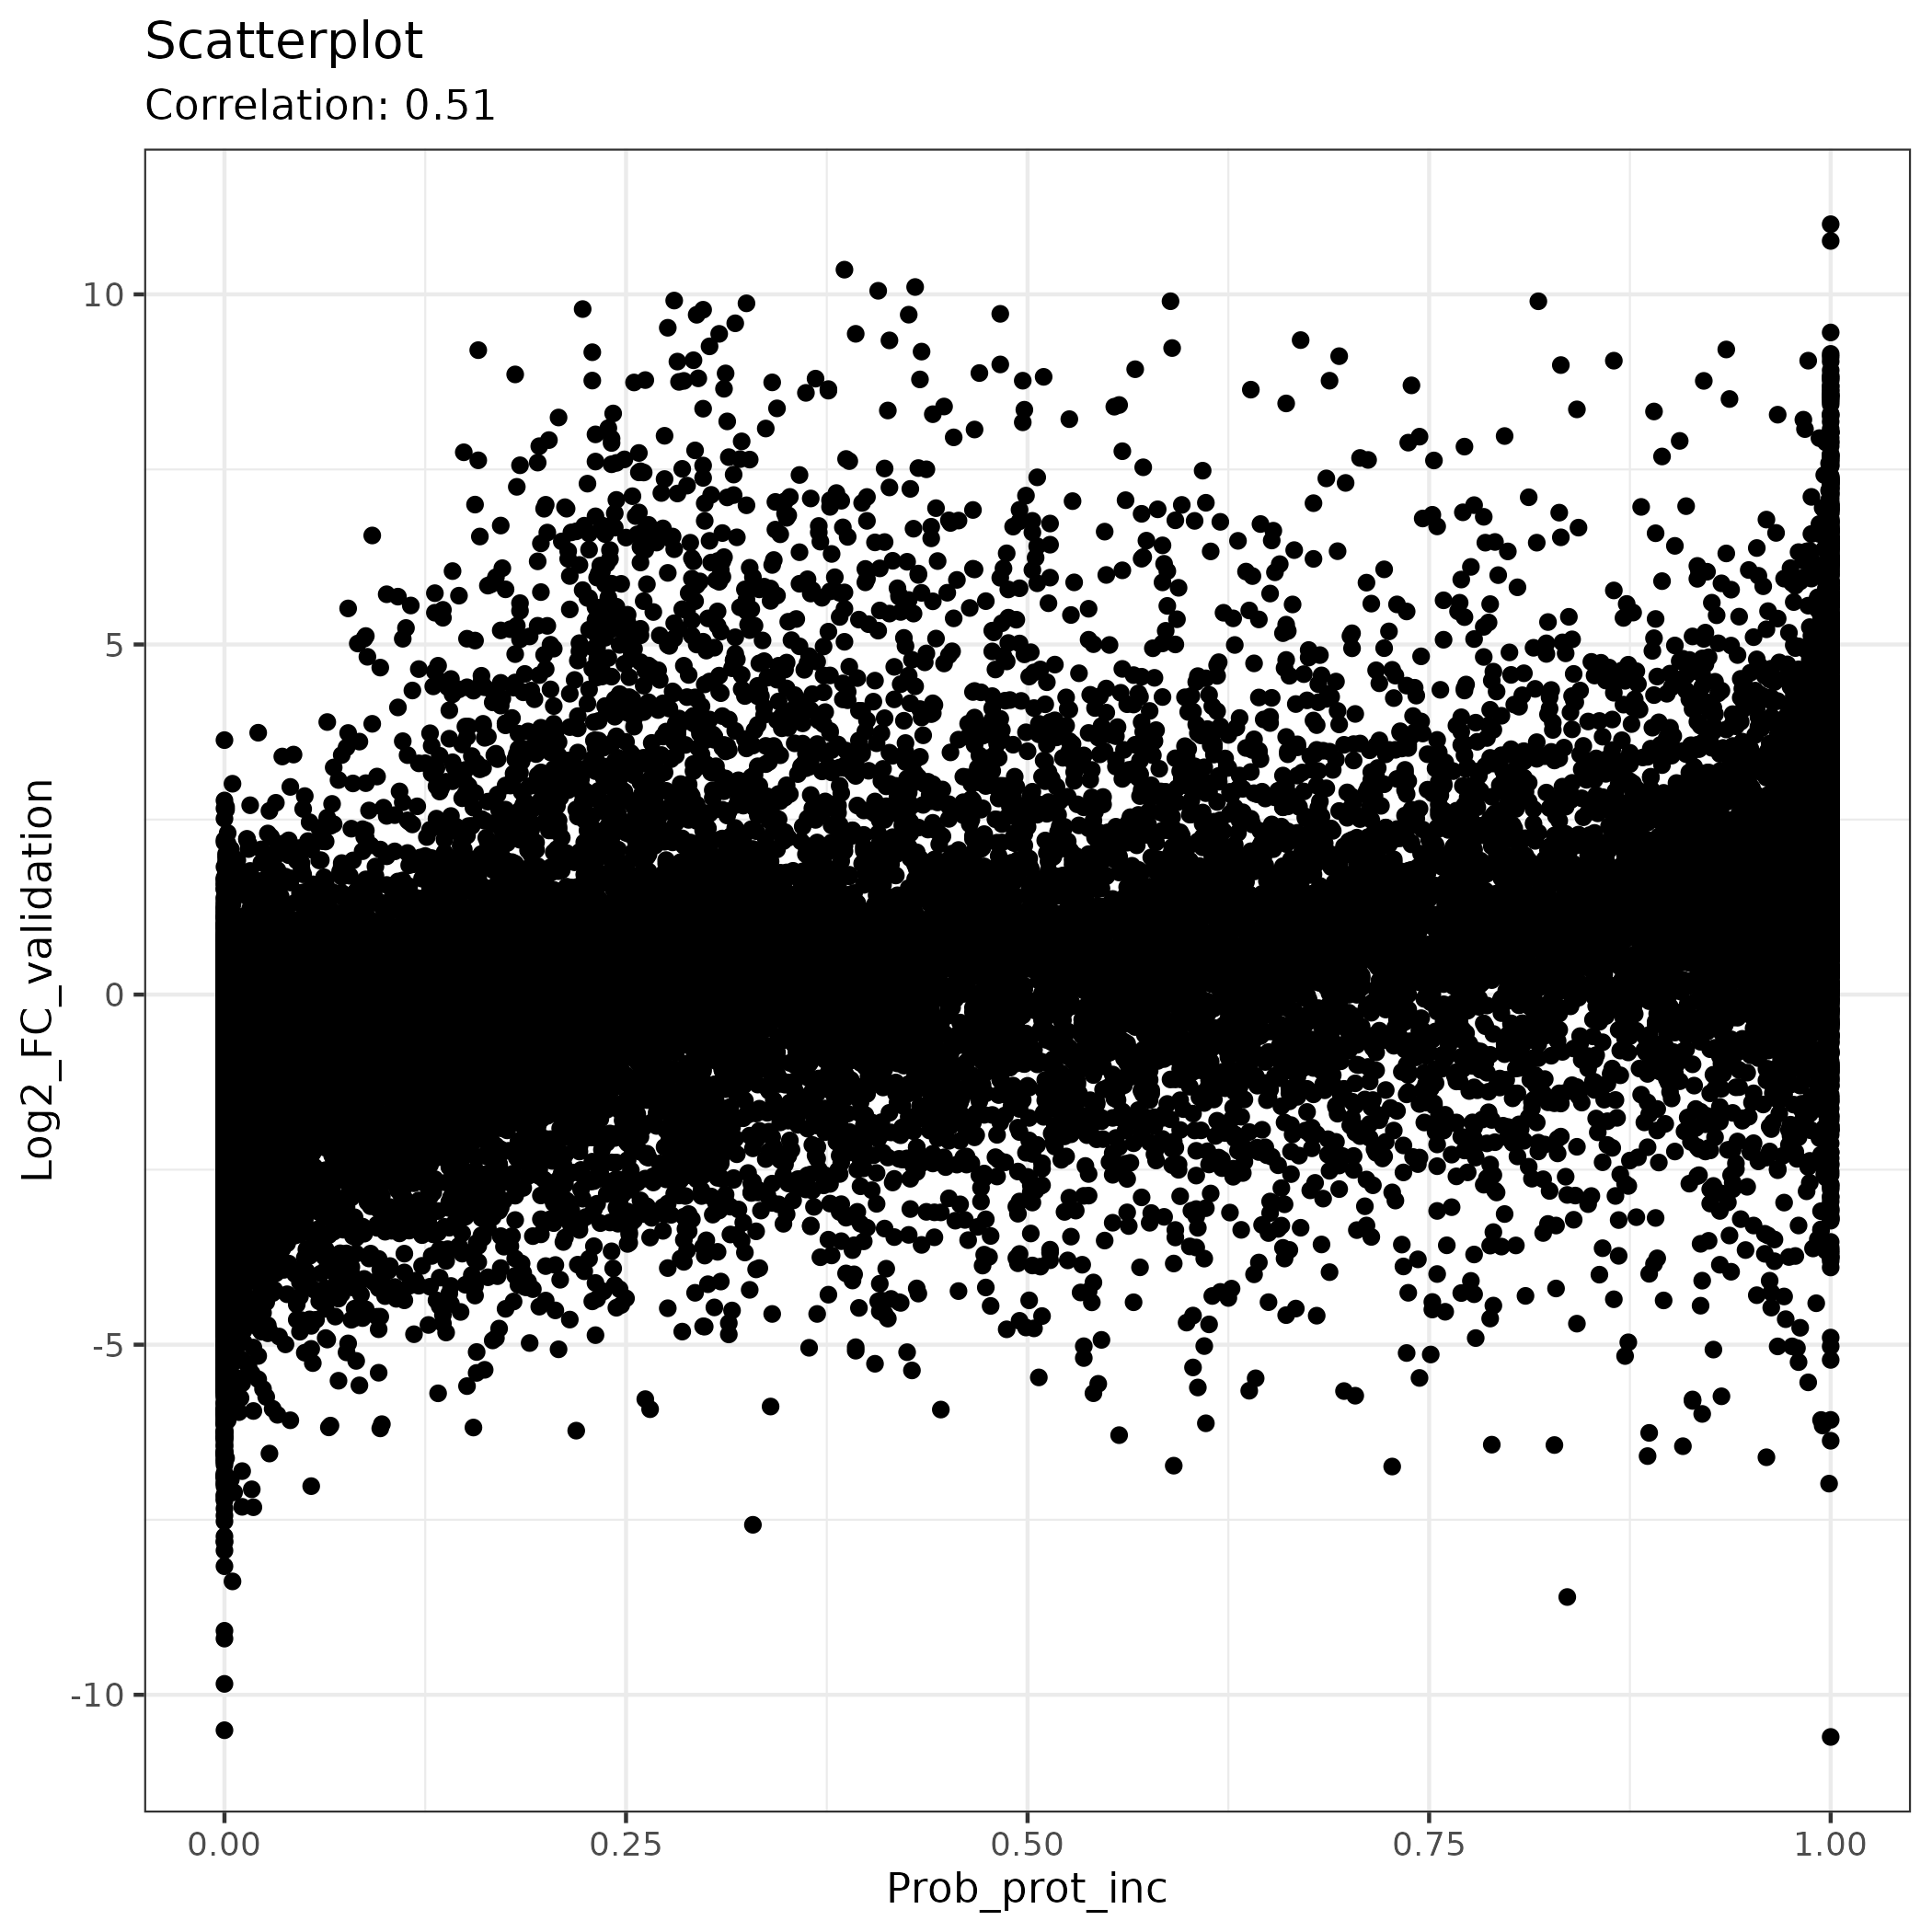 Scatterplot
Correlation: 0.51
10
5
0
-5
-10
Log2_FC_validation
0.00 0.25 0.50 0.75 1.00
Prob_prot_inc